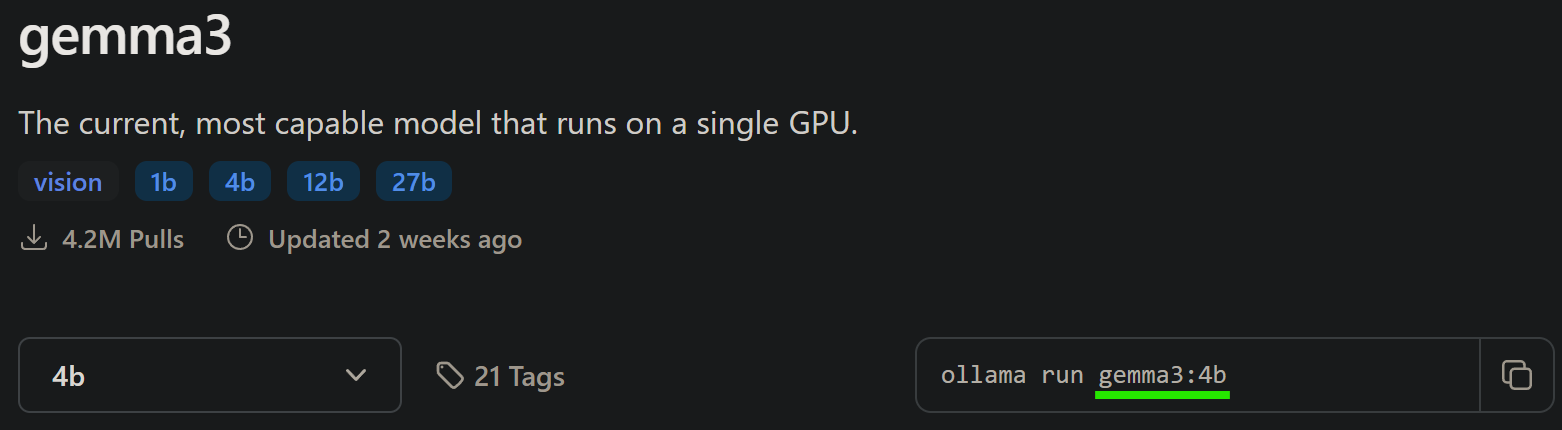 gemma3
The current, most capable model that runs on a single GPU.
vision 1b 4b 12b 27b
4.2M Pulls Updated 2 weeks ago
4b 21 Tags ollama run gemma3:4b